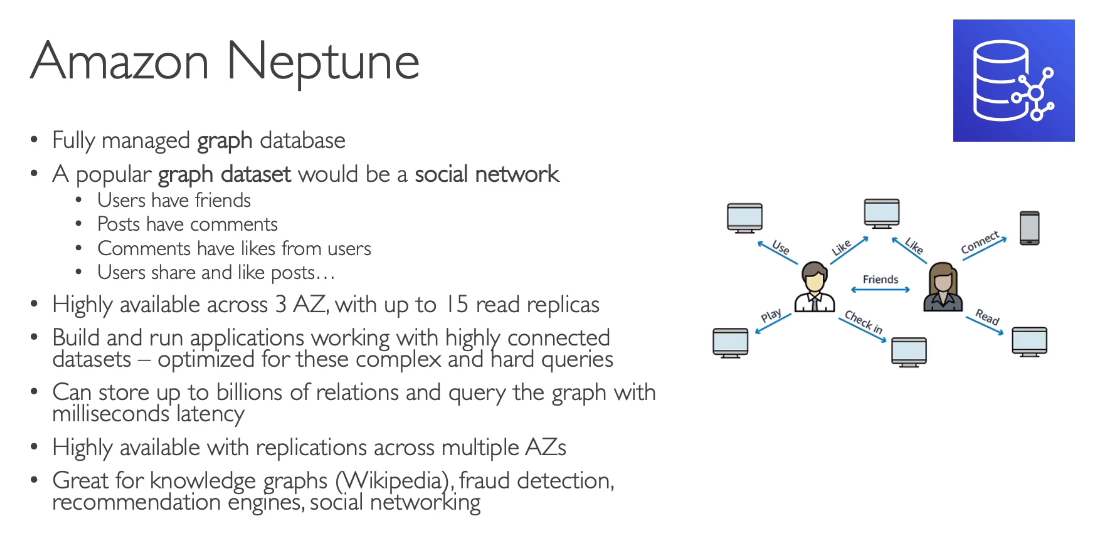 Amazon Neptune
• Fully managed graph database
• A popular graph dataset would be a social network
• Users have friends
• Posts have comments
• Comments have likes from users
• Users share and like posts…
• Highly available across 3 AZ, with up to 15 read replicas
• Build and run applications working with highly connected
datasets – optimized for these complex and hard queries
• Can store up to billions of relations and query the graph with
milliseconds latency
• Highly available with replications across multiple AZs
• Great for knowledge graphs (Wikipedia), fraud detection,
recommendation engines, social networking
Use
Like
Like
Connect
Friends
Play
Check in
Read